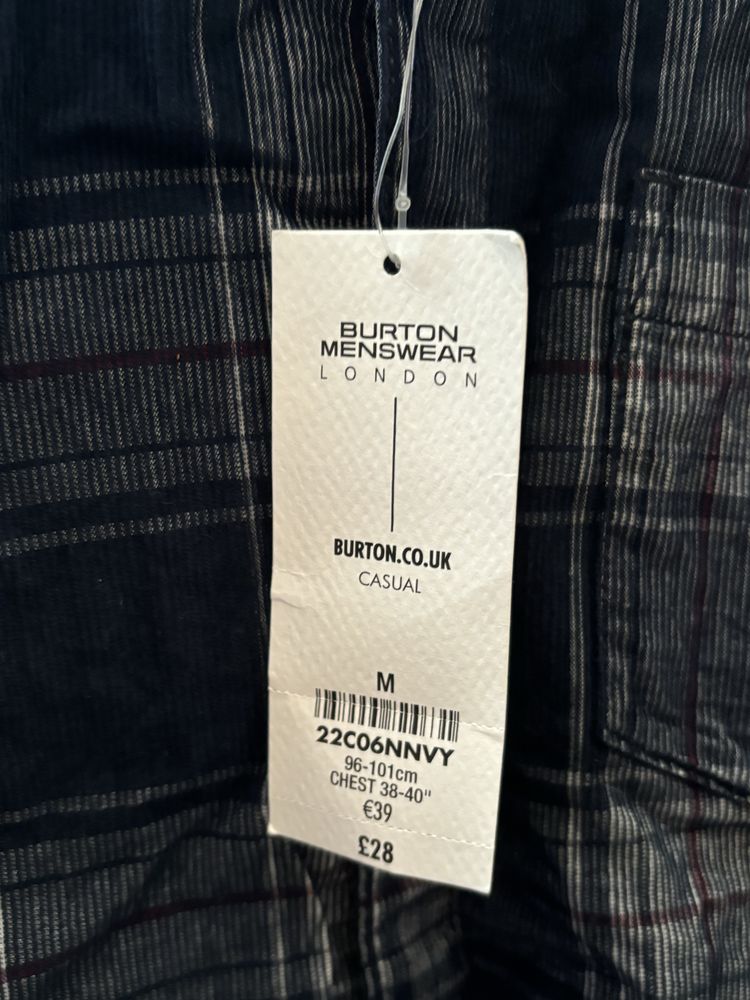 BURTON
MENSWEAR
LONDON
BURTON.CO.UK
CASUAL
M
22C06NNVY
96-101cm
CHEST 38-40"
€39
£28